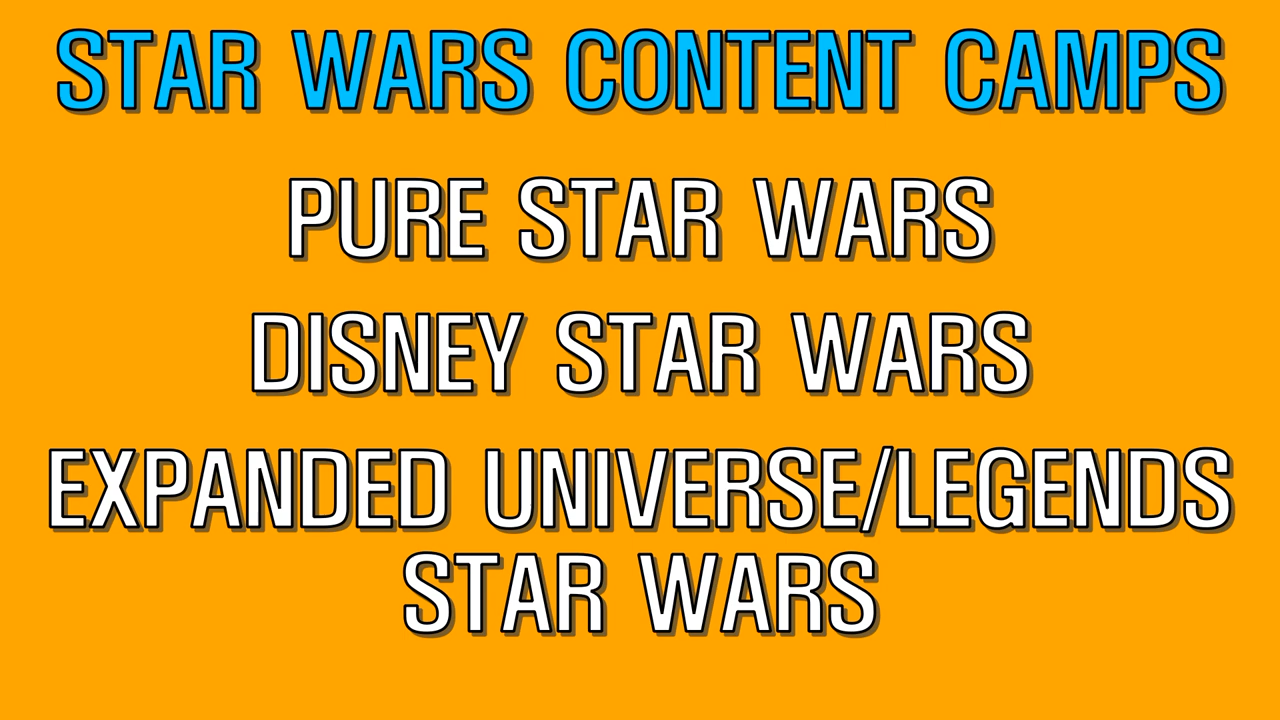 STAR WARS CONTENT CAMPS
PURE STAR WARS
DISNEY STAR WARS
EXPANDED UNIVERSE/LEGENDS
STAR WARS